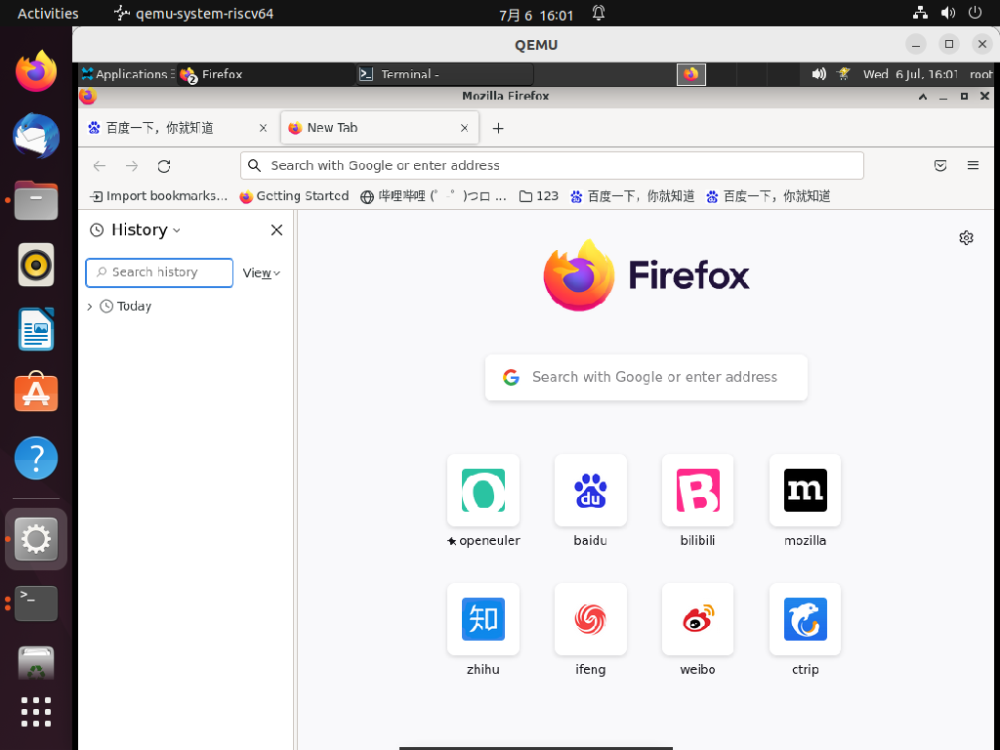 Activities qemu-system-riscv64 7月 6 16:01
QEMU
Applications Firefox Terminal - Wed 6 Jul, 16:01 root
2
Mozilla Firefox
百度一下，你就知道 New Tab
Search with Google or enter address
Import bookmarks... Getting Started 哔哩哔哩 (゜-゜)つロ ... 123 百度一下，你就知道 百度一下，你就知道
History
Search history View
Today
Firefox
G Search with Google or enter address
O du B m
openeuler baidu bilibili mozilla
知
zhihu ifeng weibo ctrip